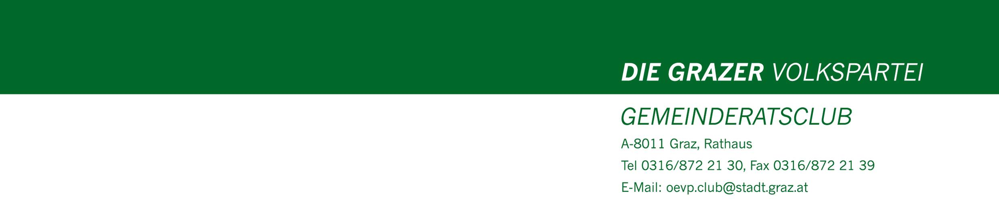 DIE GRAZER VOLKSPARTEI
GEMEINDERATSCLUB
A-8011 Graz, Rathaus
Tel 0316/872 21 30, Fax 0316/872 21 39
E-Mail: oevp.club@stadt.graz.at